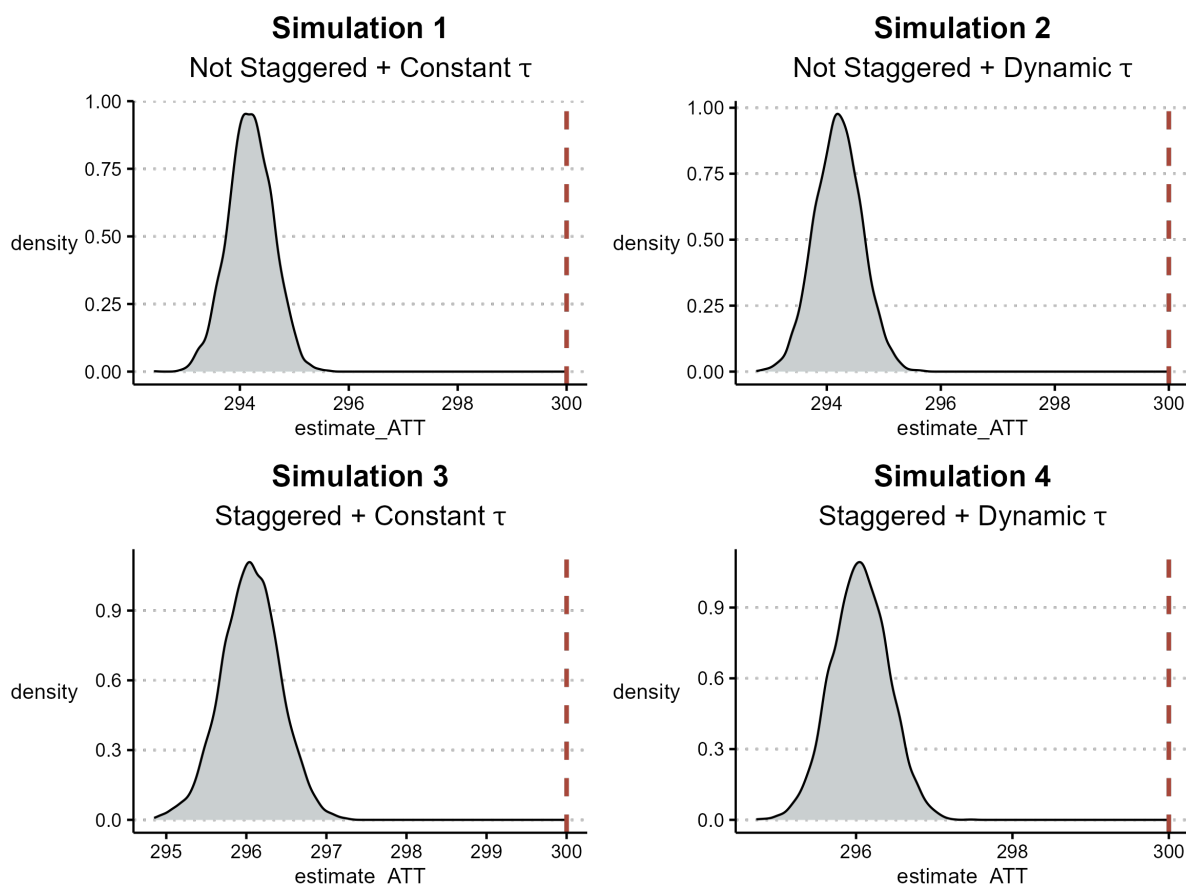 Simulation 1
Not Staggered + Constant τ
1.00
0.75
density
0.50
0.25
0.00
294
296
298
300
estimate_ATT
Simulation 2
Not Staggered + Dynamic τ
1.00
0.75
density
0.50
0.25
0.00
294
296
298
300
estimate_ATT
Simulation 3
Staggered + Constant τ
0.9
0.6
density
0.3
0.0
295
296
297
298
299
300
estimate ATT
Simulation 4
Staggered + Dynamic τ
0.9
0.6
density
0.3
0.0
296
298
300
estimate ATT